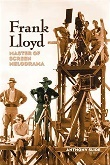 Frank
Lloyd
MASTER OF
SCREEN
MELODRAMA
ANTHONY SLIDE